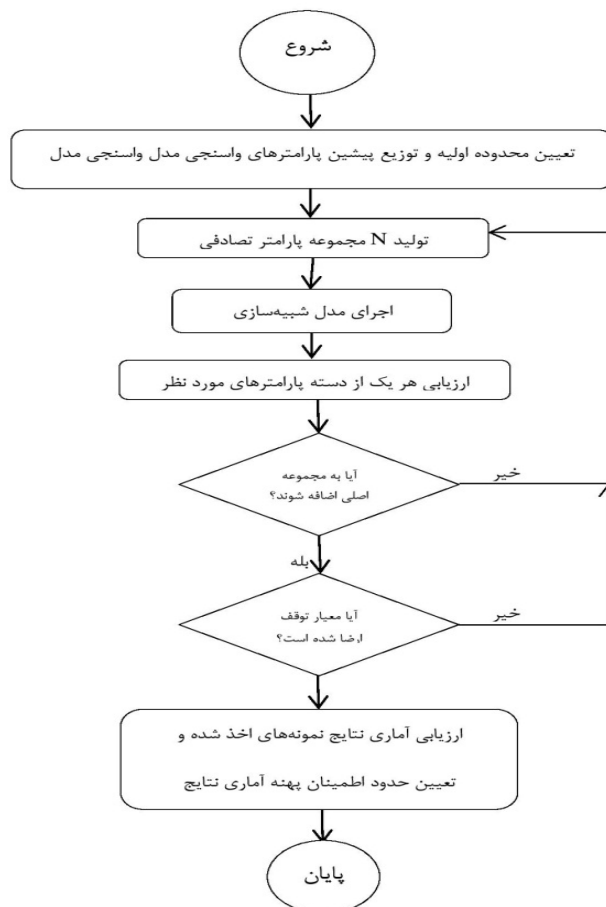 شروع
تعیین محدوده اولیه و توزیع پیشین پارامترهای واسنجی مدل واسنجی مدل
تولید N مجموعه پارامتر تصادفی
اجرای مدل شبیه‌سازی
ارزیابی هر یک از دسته پارامترهای مورد نظر
آیا به مجموعه
اصلی اضافه شوند؟
خیر
بله
آیا معیار توقف
ارضا شده است؟
خیر
ارزیابی آماری نتایج نمونه‌های اخذ شده و
تعیین حدود اطمینان پهنه آماری نتایج
پایان